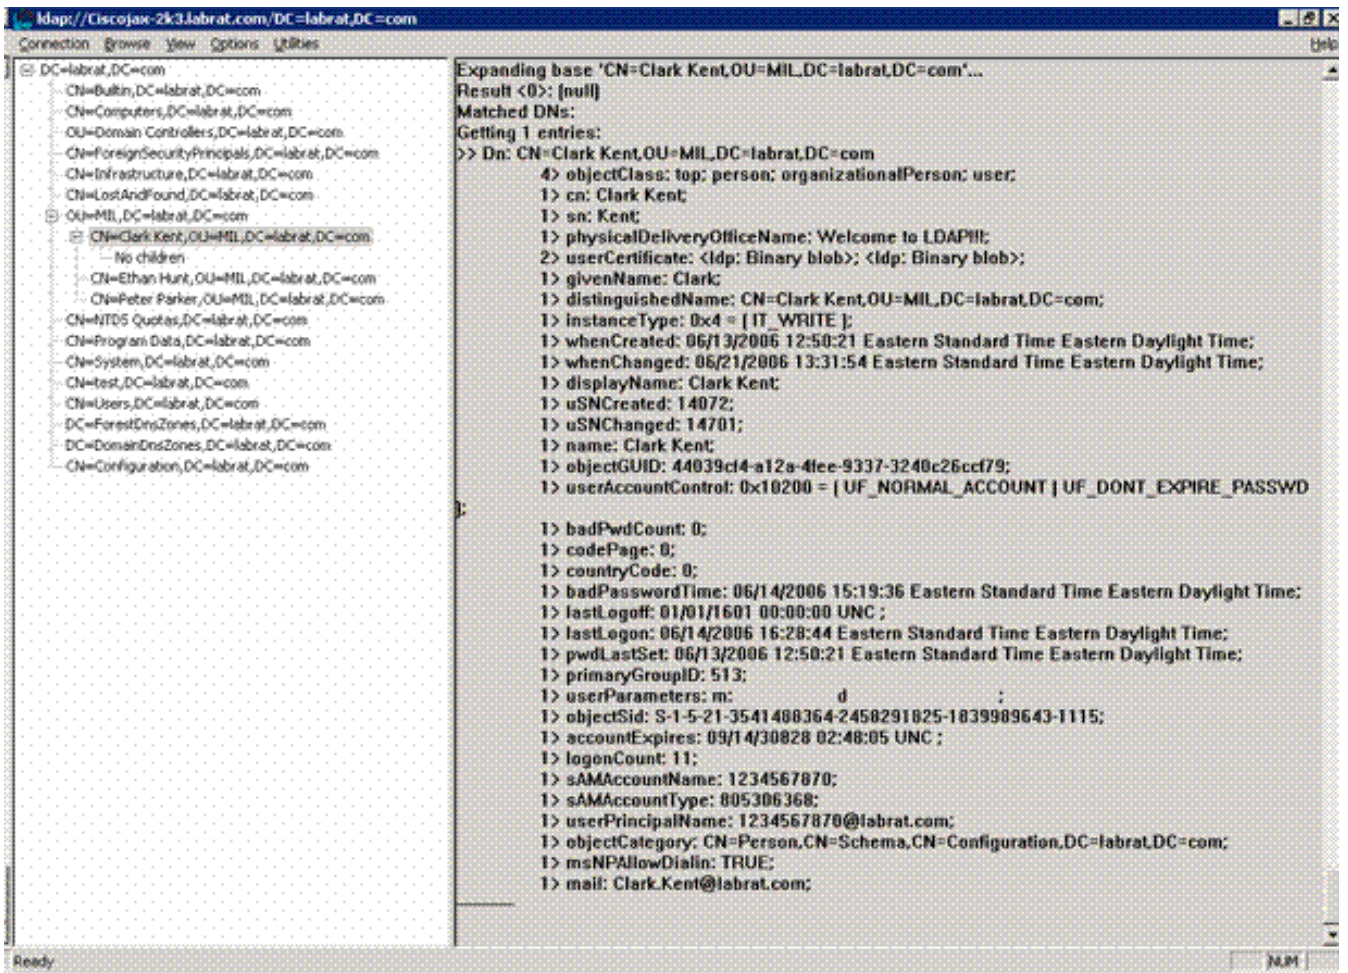 ldap://Ciscojax-2k3.labrat.com/DC=labrat,DC=com
Connection Browse View Options Utilities Help
DC=labrat,DC=com
CN=Builtin,DC=labrat,DC=com
CN=Computers,DC=labrat,DC=com
OU=Domain Controllers,DC=labrat,DC=com
CN=ForeignSecurityPrincipals,DC=labrat,DC=com
CN=Infrastructure,DC=labrat,DC=com
CN=LostAndFound,DC=labrat,DC=com
OU=MIL,DC=labrat,DC=com
CN=Clark Kent,OU=MIL,DC=labrat,DC=com
No children
CN=Ethan Hunt,OU=MIL,DC=labrat,DC=com
CN=Peter Parker,OU=MIL,DC=labrat,DC=com
CN=NTDS Quotas,DC=labrat,DC=com
CN=Program Data,DC=labrat,DC=com
CN=System,DC=labrat,DC=com
CN=test,DC=labrat,DC=com
CN=Users,DC=labrat,DC=com
DC=ForestDnsZones,DC=labrat,DC=com
DC=DomainDnsZones,DC=labrat,DC=com
CN=Configuration,DC=labrat,DC=com
Expanding base 'CN=Clark Kent,OU=MIL,DC=labrat,DC=com'...
Result <0>: (null)
Matched DNs:
Getting 1 entries:
>> Dn: CN=Clark Kent,OU=MIL,DC=labrat,DC=com
4> objectClass: top; person; organizationalPerson; user;
1> cn: Clark Kent;
1> sn: Kent;
1> physicalDeliveryOfficeName: Welcome to LDAP!!!;
2> userCertificate: <ldp: Binary blob>; <ldp: Binary blob>;
1> givenName: Clark;
1> distinguishedName: CN=Clark Kent,OU=MIL,DC=labrat,DC=com;
1> instanceType: 0x4 = ( IT_WRITE );
1> whenCreated: 06/13/2006 12:50:21 Eastern Standard Time Eastern Daylight Time;
1> whenChanged: 06/21/2006 13:31:54 Eastern Standard Time Eastern Daylight Time;
1> displayName: Clark Kent;
1> uSNCreated: 14072;
1> uSNChanged: 14701;
1> name: Clark Kent;
1> objectGUID: 44039cf4-a12a-4fee-9337-3240c26ccf79;
1> userAccountControl: 0x10200 = ( UF_NORMAL_ACCOUNT | UF_DONT_EXPIRE_PASSWD
);
1> badPwdCount: 0;
1> codePage: 0;
1> countryCode: 0;
1> badPasswordTime: 06/14/2006 15:19:36 Eastern Standard Time Eastern Daylight Time;
1> lastLogoff: 01/01/1601 00:00:00 UNC ;
1> lastLogon: 06/14/2006 16:28:44 Eastern Standard Time Eastern Daylight Time;
1> pwdLastSet: 06/13/2006 12:50:21 Eastern Standard Time Eastern Daylight Time;
1> primaryGroupID: 513;
1> userParameters: m: d ;
1> objectSid: S-1-5-21-3541488364-2458291825-1839989643-1115;
1> accountExpires: 09/14/30828 02:48:05 UNC ;
1> logonCount: 11;
1> sAMAccountName: 1234567870;
1> sAMAccountType: 805306368;
1> userPrincipalName: 1234567870@labrat.com;
1> objectCategory: CN=Person,CN=Schema,CN=Configuration,DC=labrat,DC=com;
1> msNPAllowDialin: TRUE;
1> mail: Clark.Kent@labrat.com;
Ready NUM